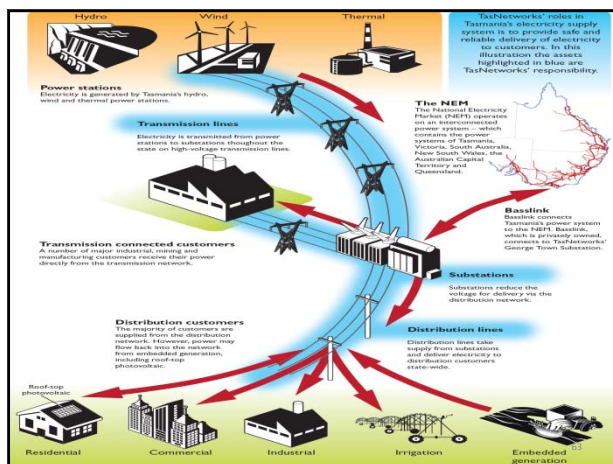 Hydro
Wind
Thermal
TasNetworks' roles in
Tasmania's electricity supply
system is to provide safe and
reliable delivery of electricity
to customers. In this
illustration the assets
highlighted in blue are
TasNetworks' responsibility.
Power stations
Electricity is generated by Tasmania's hydro,
wind and thermal power stations.
Transmission lines
Electricity is transmitted from power
stations to substations thoughout the
state on high-voltage transmission lines.
The NEM
The National Electricity
Market (NEM) operates
on an interconnected
power system – which
contains the power
systems of Tasmania,
Victoria, South Australia,
New South Wales, the
Australian Capital
Territory and
Queensland.
Basslink
Basslink connects
Tasmania's power system
to the NEM. Basslink,
which is privately owned,
connects to TasNetworks'
George Town Substation.
Transmission connected customers
A number of major industrial, mining and
manufacturing customers receive their power
directly from the transmission network.
Substations
Substations reduce the
voltage for delivery via the
distribution network.
Distribution customers
The majority of customers are
supplied from the distribution
network. However, power may
flow back into the network
from embedded generation,
including roof-top
photovoltaic.
Distribution lines
Distribution lines take
supply from substations
and deliver electricity to
distribution customers
state-wide.
Roof-top
photovoltaic
Residential
Commercial
Industrial
Irrigation
Embedded
generation
63